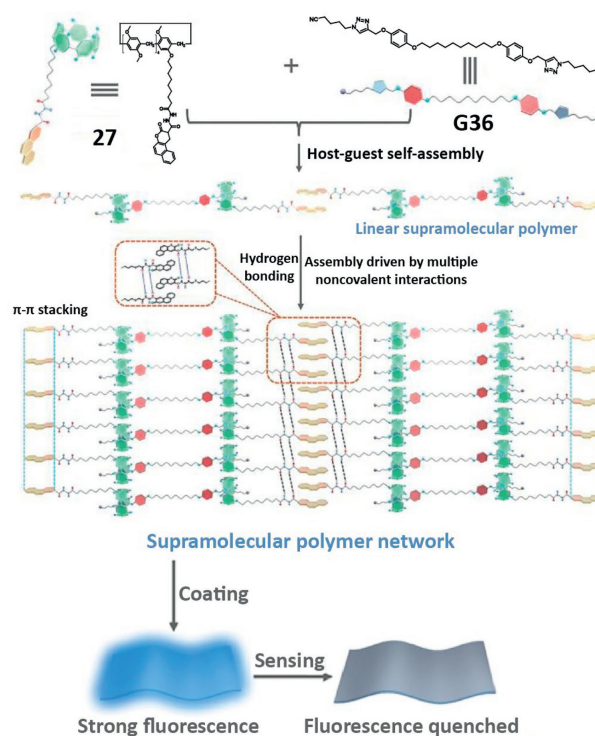 27
+
G36
Host-guest self-assembly
Linear supramolecular polymer
Hydrogen
bonding
Assembly driven by multiple
noncovalent interactions
π-π stacking
Supramolecular polymer network
Coating
Sensing
Strong fluorescence
Fluorescence quenched